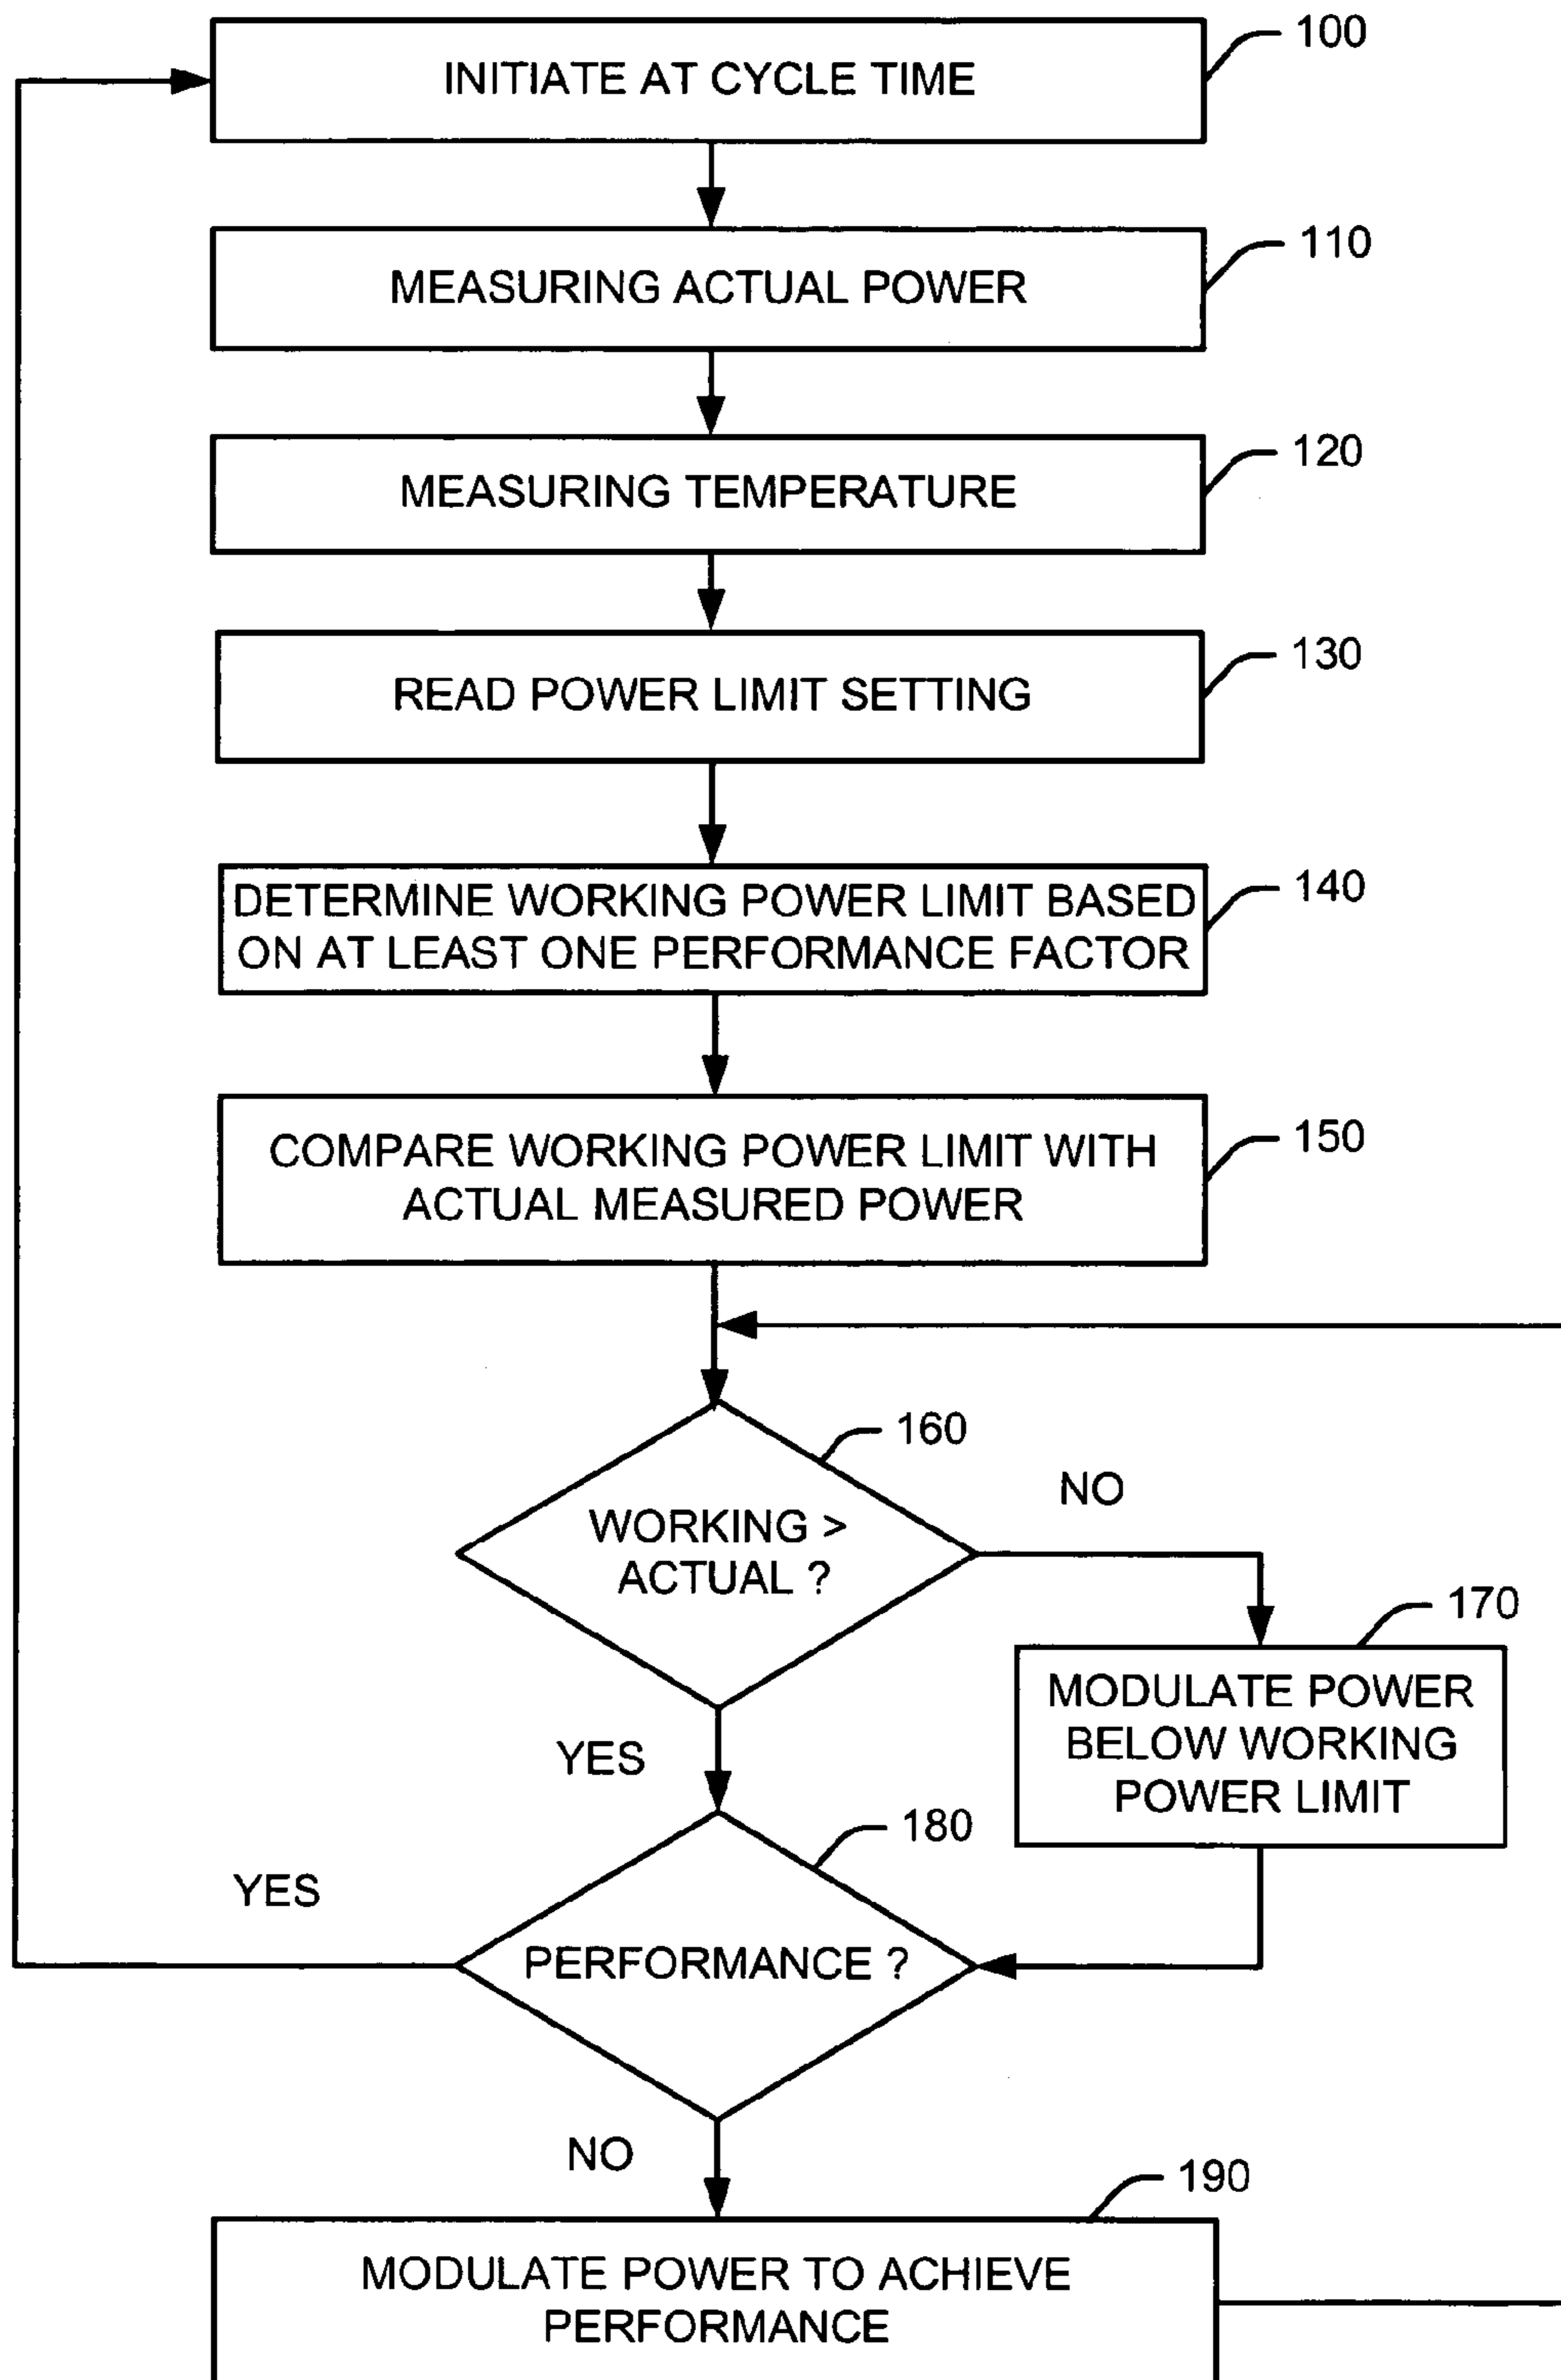 100
INITIATE AT CYCLE TIME
110
MEASURING ACTUAL POWER
120
MEASURING TEMPERATURE
130
READ POWER LIMIT SETTING
140
DETERMINE WORKING POWER LIMIT BASED
ON AT LEAST ONE PERFORMANCE FACTOR
150
COMPARE WORKING POWER LIMIT WITH
ACTUAL MEASURED POWER
160
NO
WORKING >
ACTUAL ?
170
MODULATE POWER
BELOW WORKING
POWER LIMIT
YES
180
YES
PERFORMANCE ?
NO
190
MODULATE POWER TO ACHIEVE
PERFORMANCE